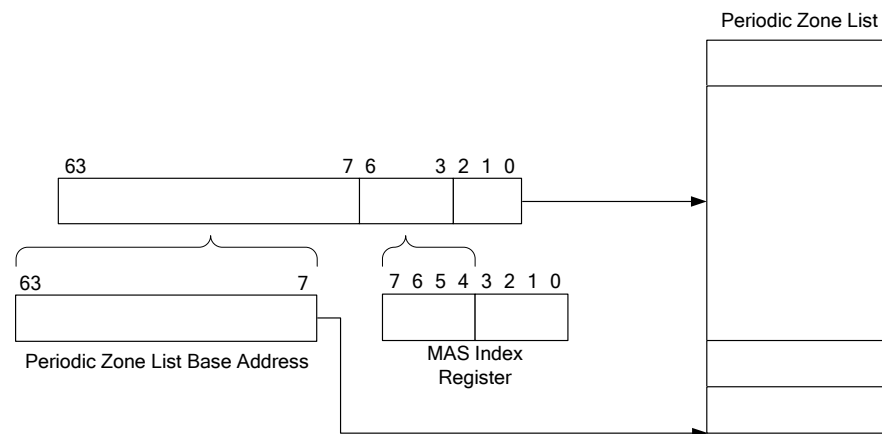 Periodic Zone List
63 7 6 3 2 1 0
63 7 7 6 5 4 3 2 1 0
Periodic Zone List Base Address
MAS Index
Register